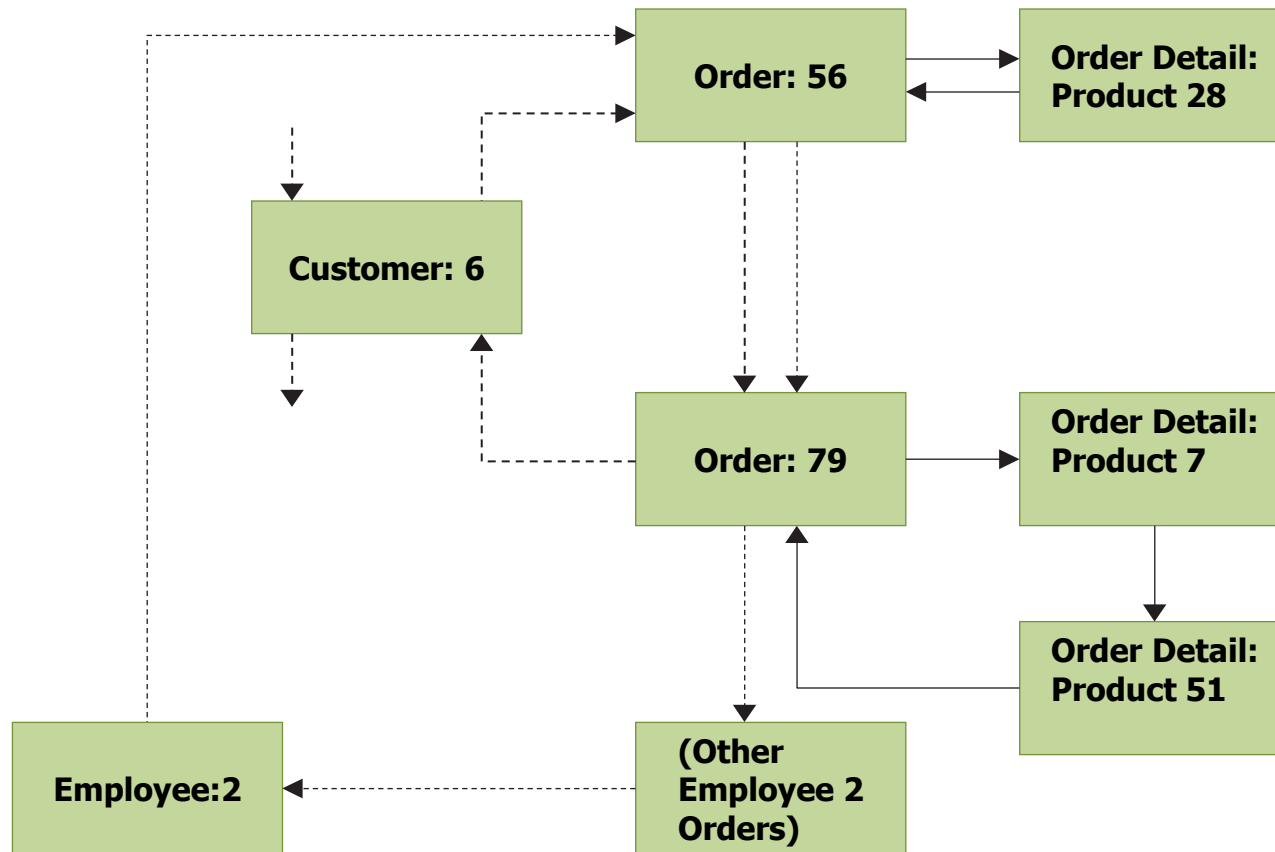 Order: 56
Order Detail:
Product 28
Customer: 6
Order: 79
Order Detail:
Product 7
Order Detail:
Product 51
Employee:2
(Other
Employee 2
Orders)